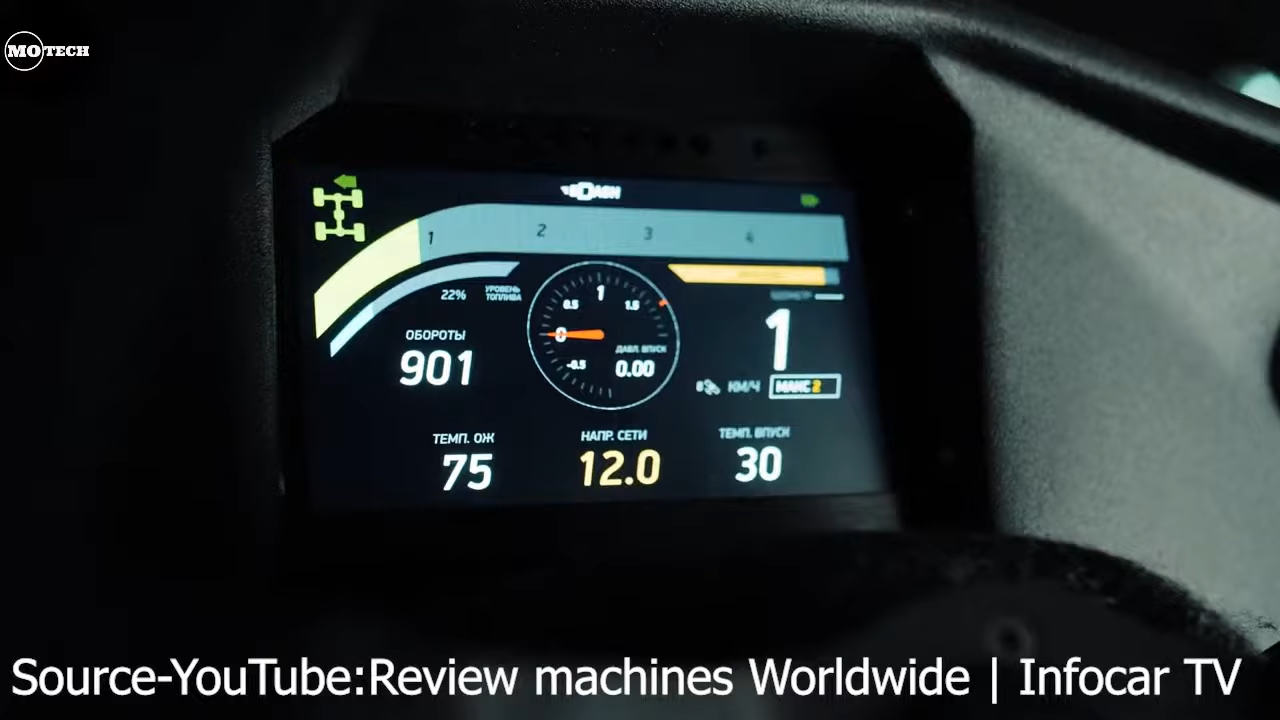 MOTECH
1 2 3 4
22% УРОВЕНЬ ТОПЛИВА
ОБОРОТЫ
901
-0.5 0 0.5 1 1.5
ДАВЛ. ВПУСК
0.00
1
КМ/Ч МАКС 2
ТЕМП. ОЖ
75
НАПР. СЕТИ
12.0
ТЕМП. ВПУСК
30
Source-YouTube:Review machines Worldwide | Infocar TV